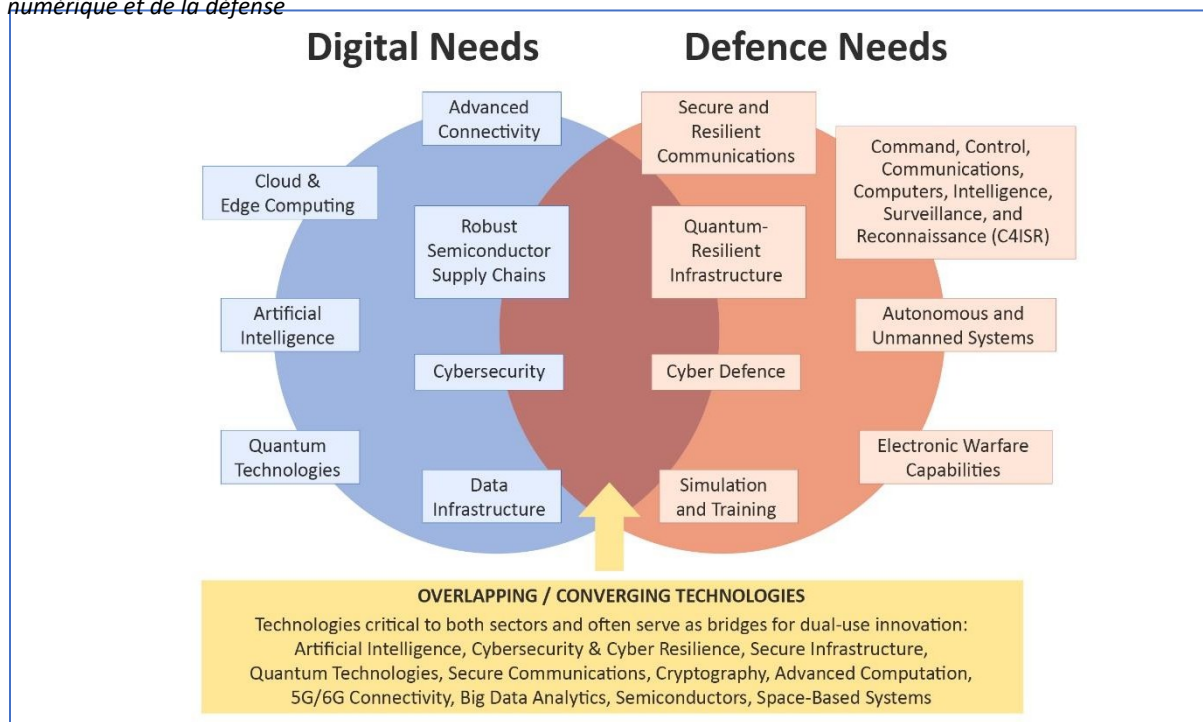 numérique et de la défense
Digital Needs
Defence Needs
Advanced
Connectivity
Secure and
Resilient
Communications
Command, Control,
Communications,
Computers, Intelligence,
Surveillance, and
Reconnaissance (C4ISR)
Cloud &
Edge Computing
Robust
Semiconductor
Supply Chains
Quantum-
Resilient
Infrastructure
Artificial
Intelligence
Autonomous and
Unmanned Systems
Cybersecurity
Cyber Defence
Quantum
Technologies
Electronic Warfare
Capabilities
Data
Infrastructure
Simulation
and Training
OVERLAPPING / CONVERGING TECHNOLOGIES
Technologies critical to both sectors and often serve as bridges for dual-use innovation:
Artificial Intelligence, Cybersecurity & Cyber Resilience, Secure Infrastructure,
Quantum Technologies, Secure Communications, Cryptography, Advanced Computation,
5G/6G Connectivity, Big Data Analytics, Semiconductors, Space-Based Systems